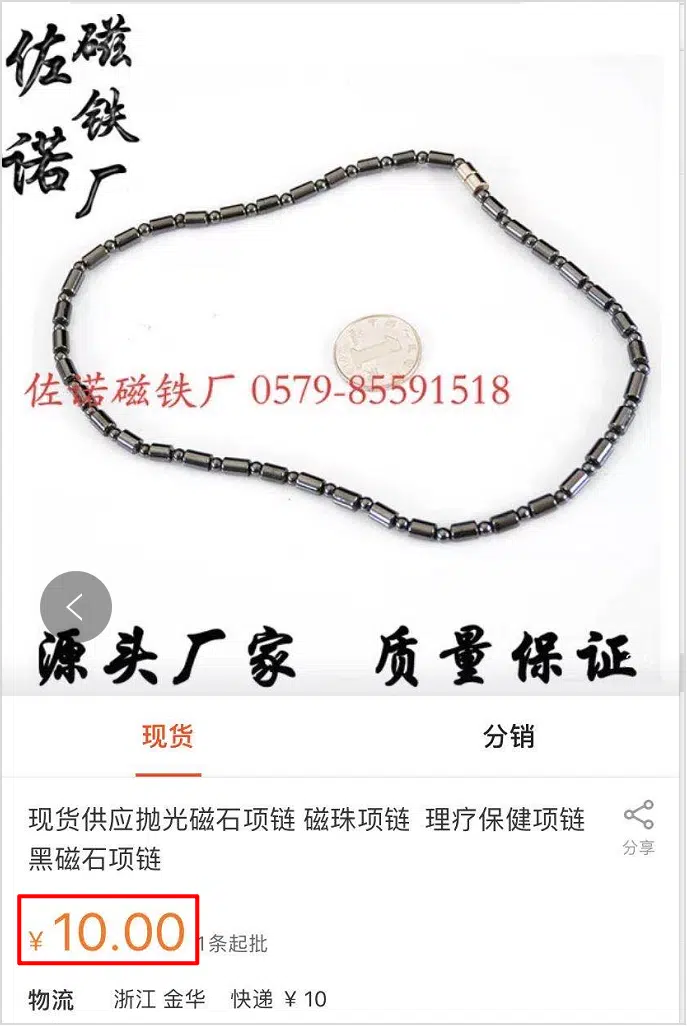 佐诺
磁铁厂
佐诺磁铁厂 0579-85591518
源头厂家 质量保证
现货 分销
现货供应抛光磁石项链 磁珠项链 理疗保健项链
黑磁石项链
分享
¥ 10.00 1条起批
物流 浙江 金华 快递 ¥ 10